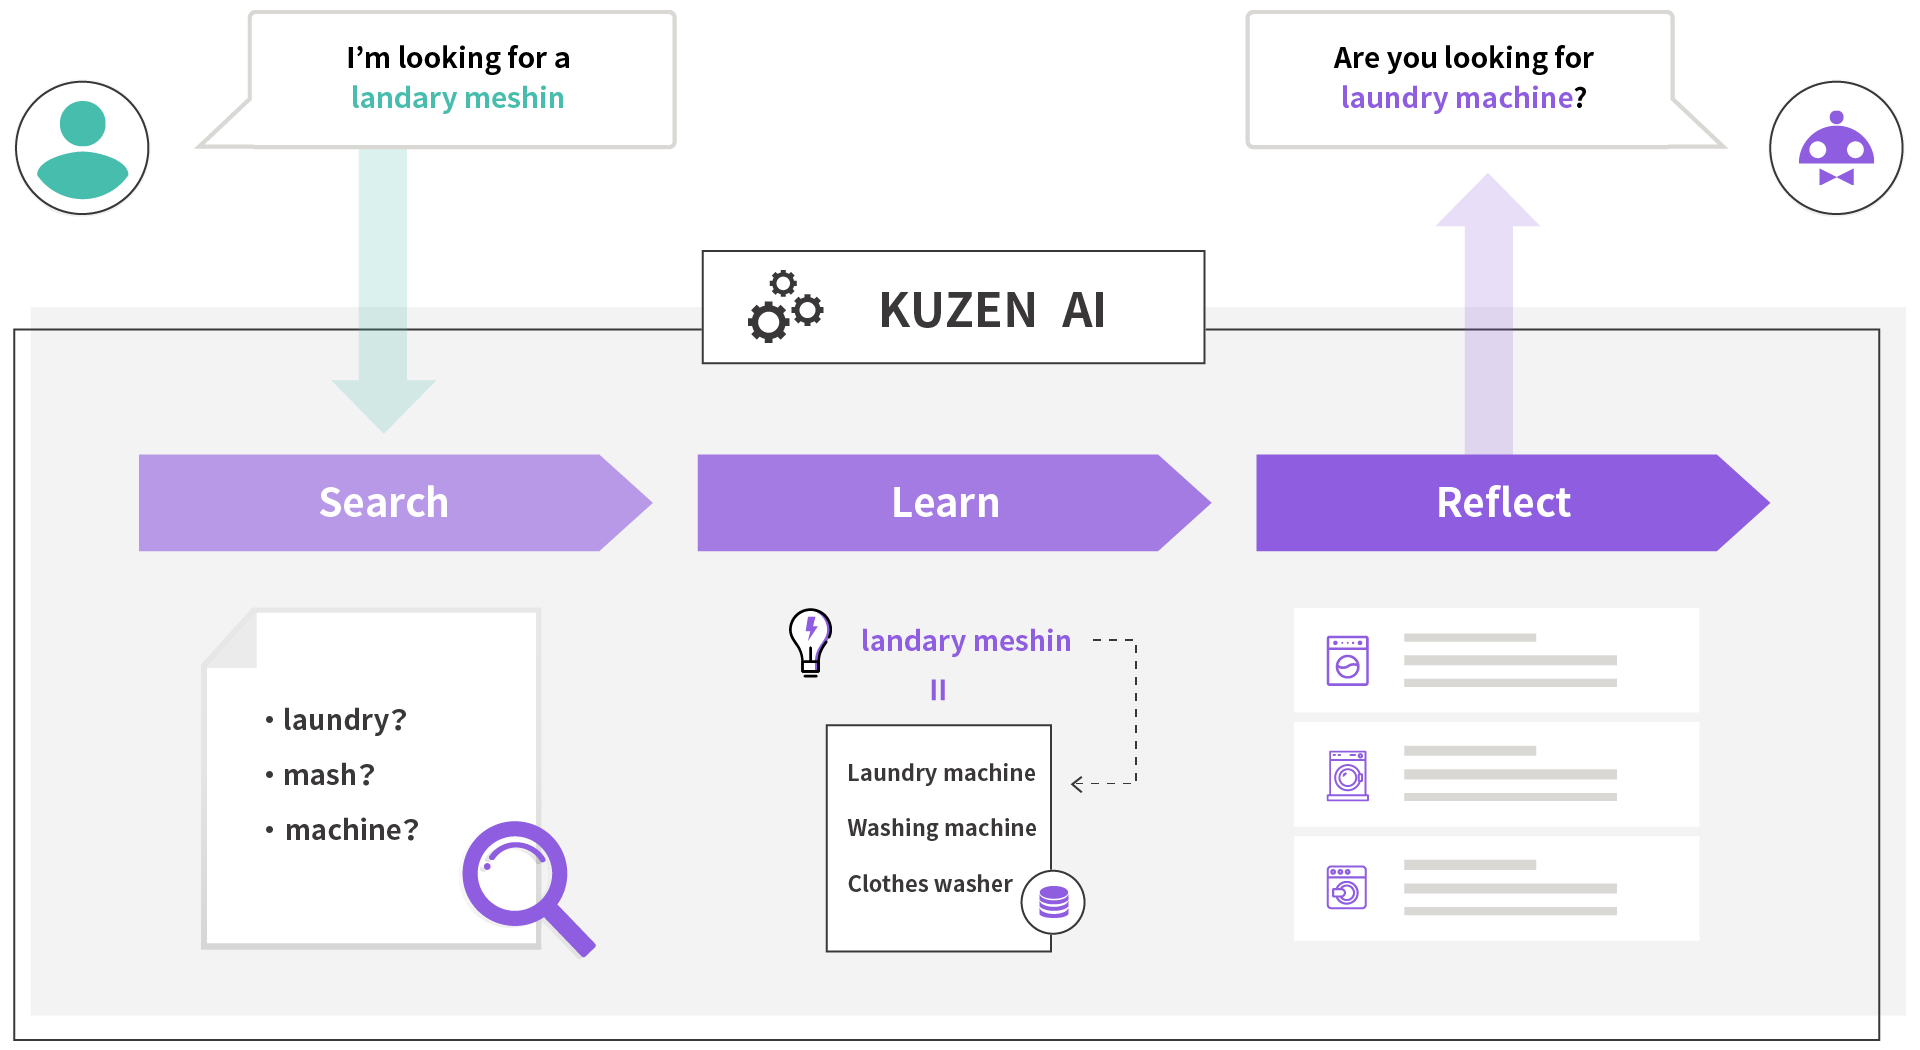 I’m looking for a
landary meshin
Are you looking for
laundry machine?
KUZEN AI
Search
Learn
Reflect
・laundry？
・mash？
・machine？
landary meshin
=
Laundry machine
Washing machine
Clothes washer